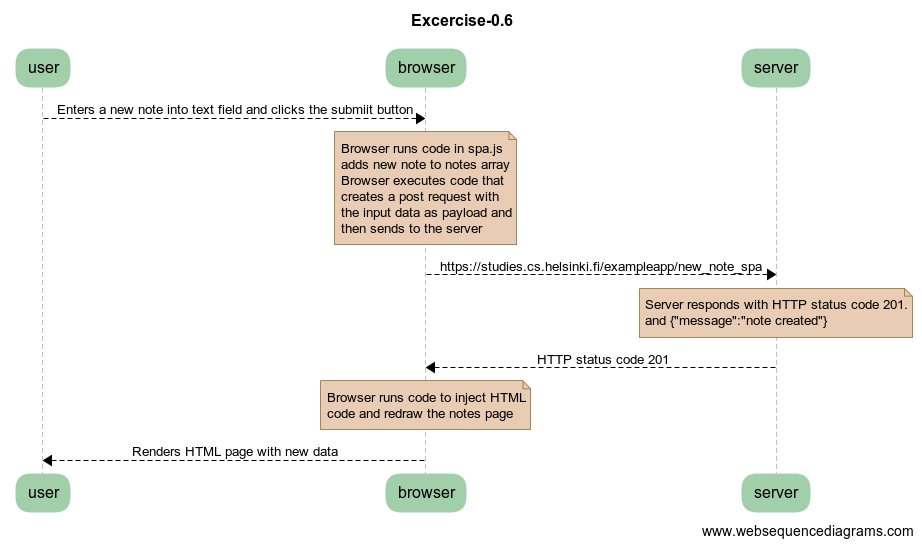 Excercise-0.6
user
browser
server
Enters a new note into text field and clicks the submiit button
Browser runs code in spa.js
adds new note to notes array
Browser executes code that
creates a post request with
the input data as payload and
then sends to the server
https://studies.cs.helsinki.fi/exampleapp/new_note_spa
Server responds with HTTP status code 201.
and {"message":"note created"}
HTTP status code 201
Browser runs code to inject HTML
code and redraw the notes page
Renders HTML page with new data
user
browser
server
www.websequencediagrams.com